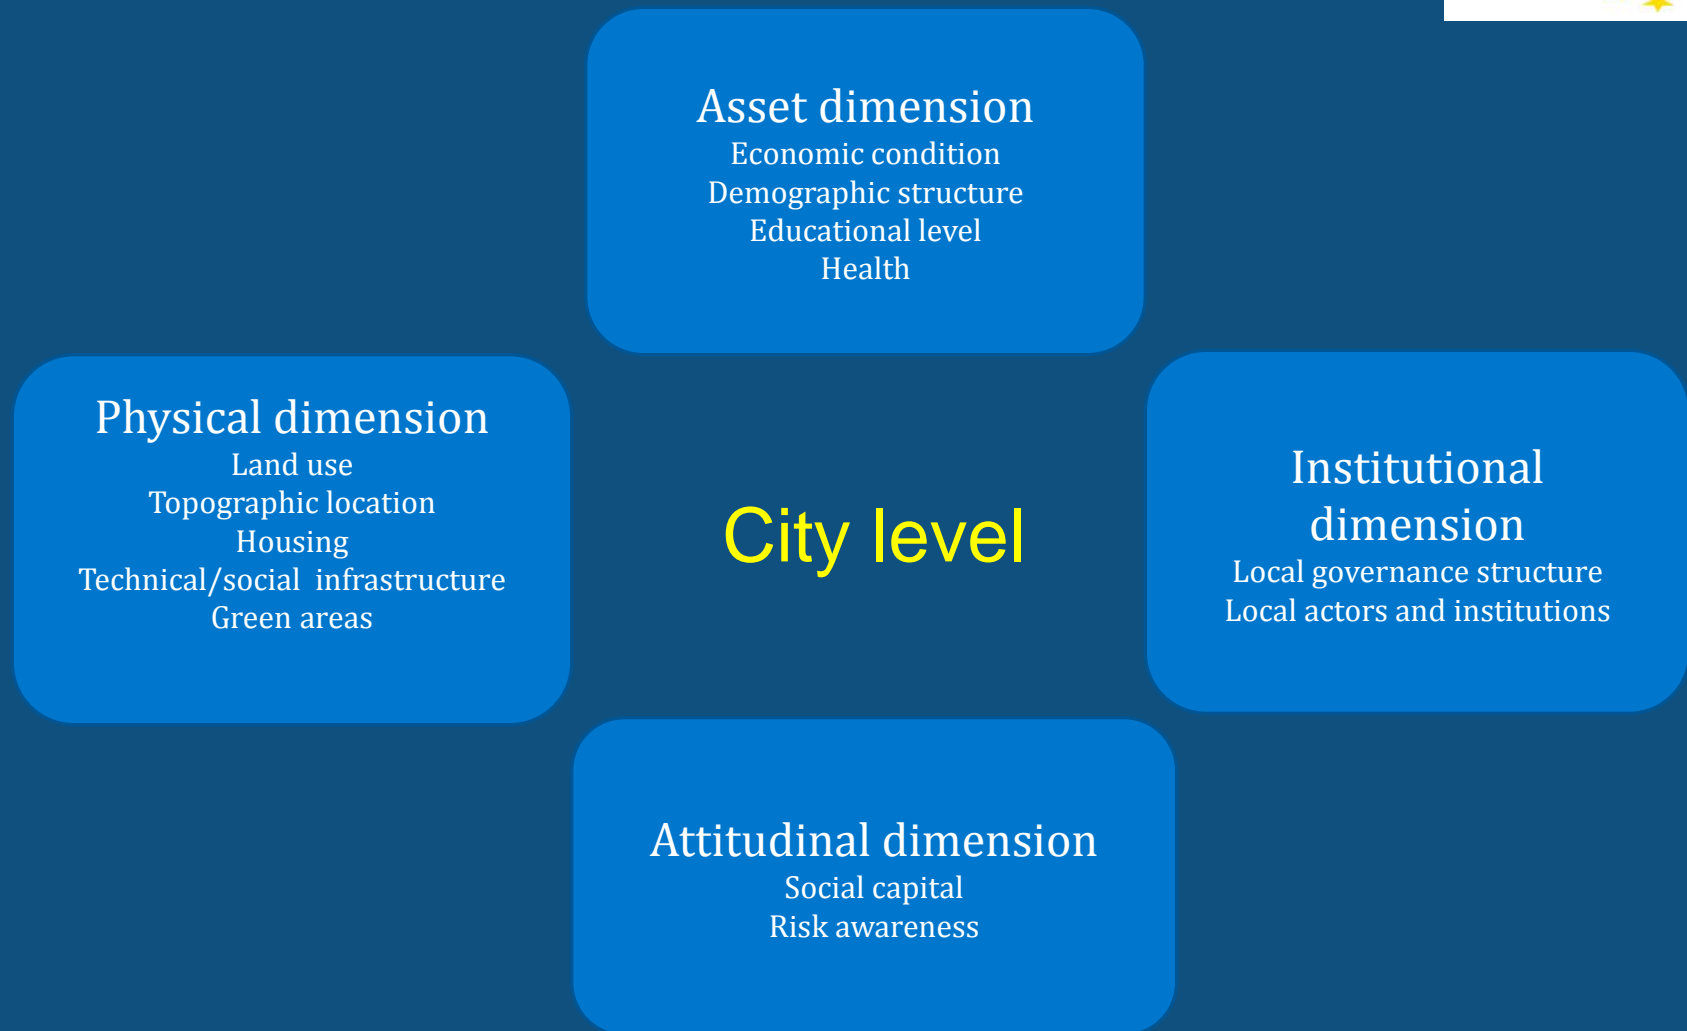 Asset dimension
Economic condition
Demographic structure
Educational level
Health
Physical dimension
Land use
Topographic location
Housing
Technical/social  infrastructure
Green areas
City level
Institutional
dimension
Local governance structure
Local actors and institutions
Attitudinal dimension
Social capital
Risk awareness